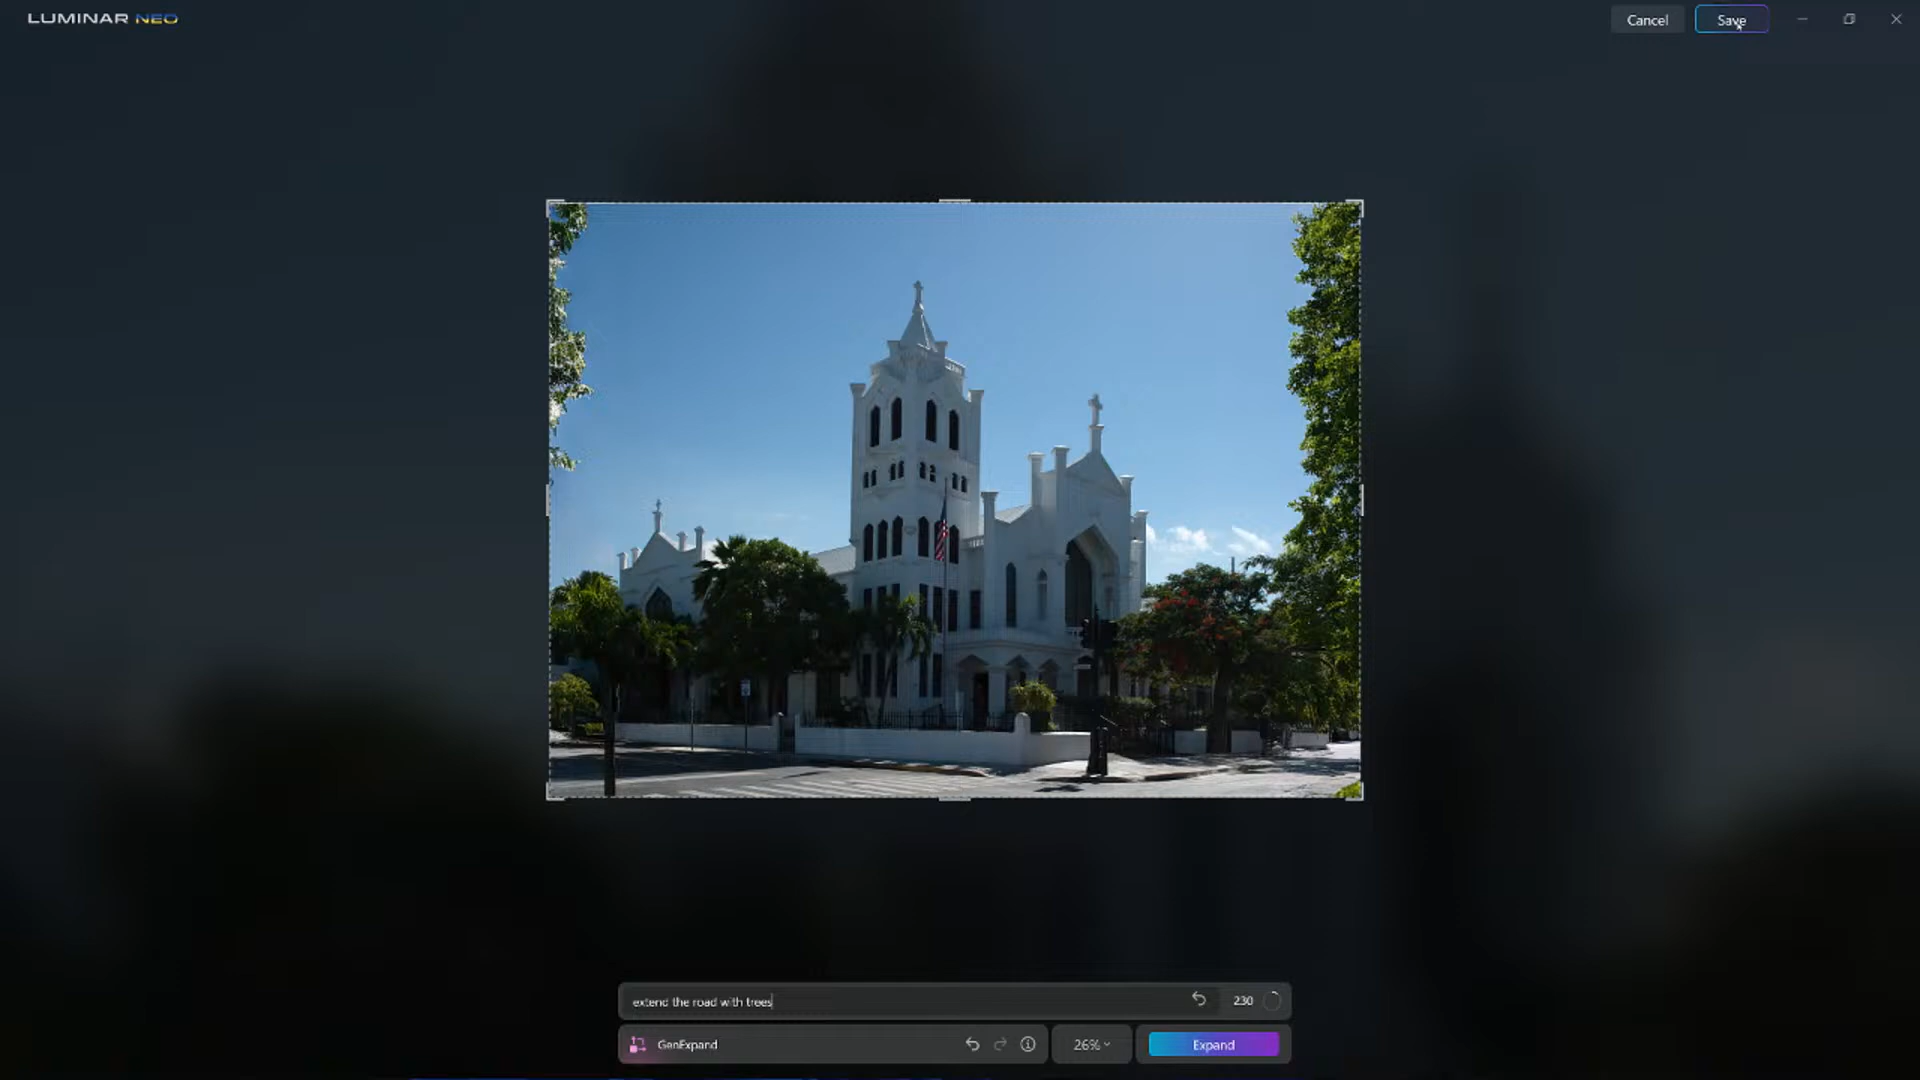 LUMINAR NEO
Cancel
Save
extend the road with trees
230
GenExpand
26%
Expand